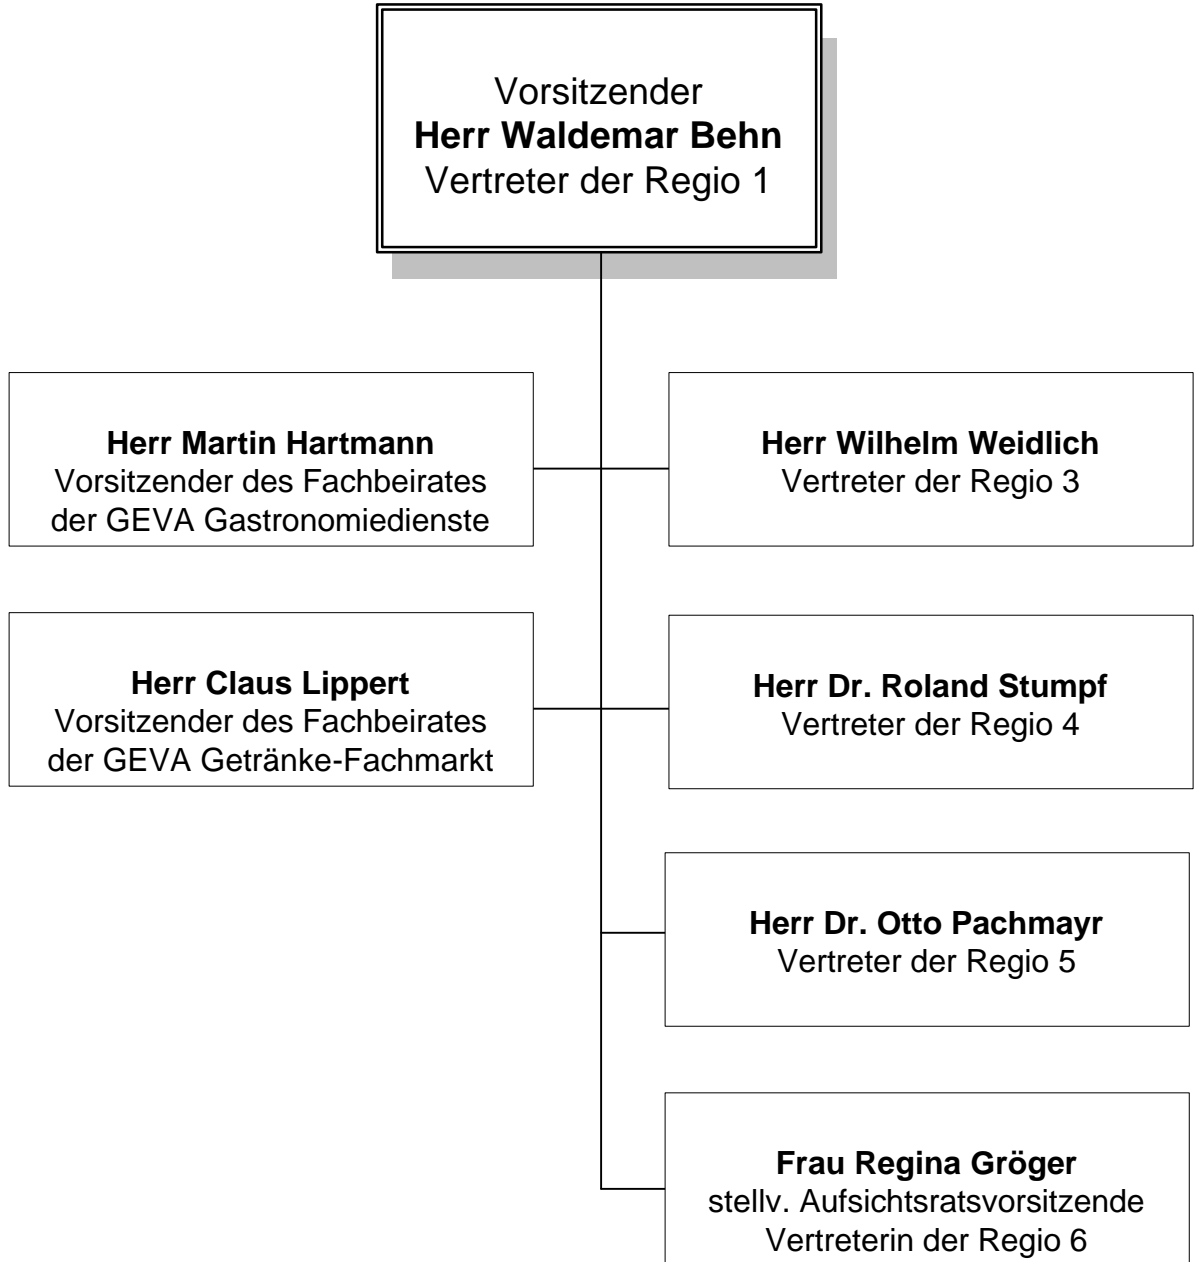 Vorsitzender
Herr Waldemar Behn
Vertreter der Regio 1
Herr Martin Hartmann
Vorsitzender des Fachbeirates
der GEVA Gastronomiedienste
Herr Wilhelm Weidlich
Vertreter der Regio 3
Herr Claus Lippert
Vorsitzender des Fachbeirates
der GEVA Getränke-Fachmarkt
Herr Dr. Roland Stumpf
Vertreter der Regio 4
Herr Dr. Otto Pachmayr
Vertreter der Regio 5
Frau Regina Gröger
stellv. Aufsichtsratsvorsitzende
Vertreterin der Regio 6